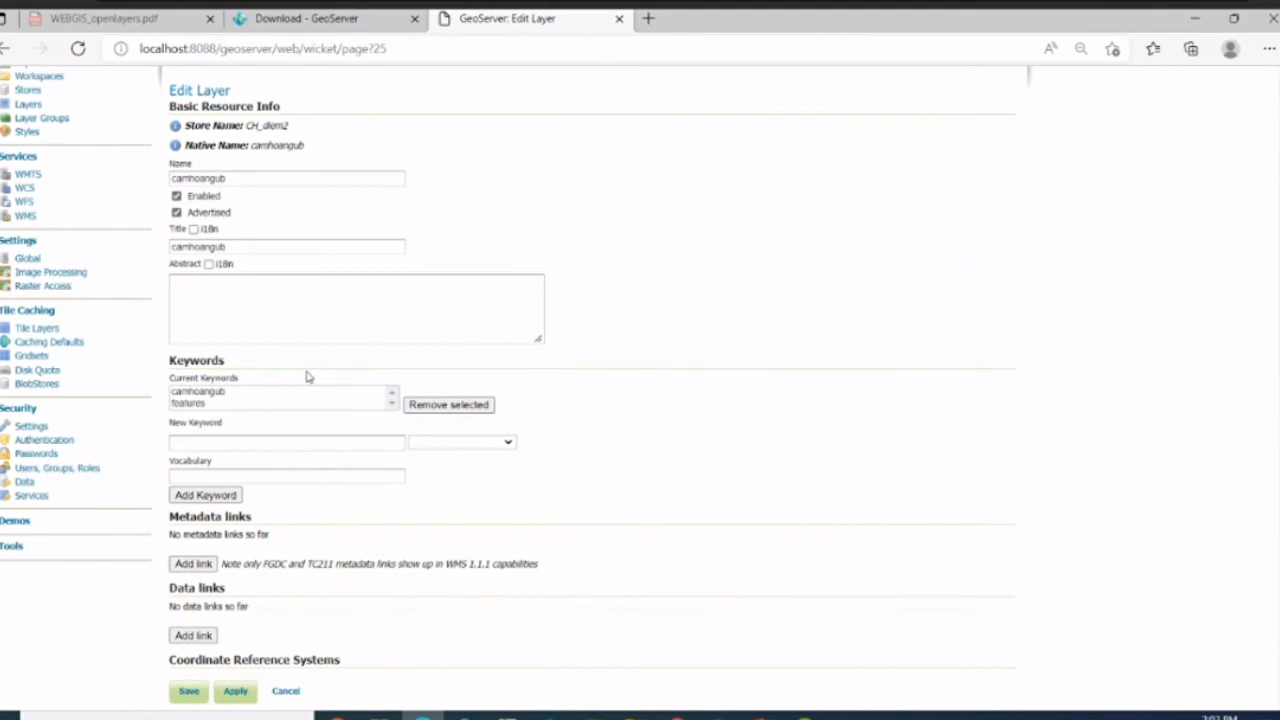 WEBGIS_openlayers.pdf
Download - GeoServer
GeoServer: Edit Layer
localhost:8088/geoserver/web/wicket/page?25
Workspaces
Stores
Layers
Layer Groups
Styles
Services
WMTS
WCS
WFS
WMS
Settings
Global
Image Processing
Raster Access
Tile Caching
Tile Layers
Caching Defaults
Gridsets
Disk Quota
BlobStores
Security
Settings
Authentication
Passwords
Users, Groups, Roles
Data
Services
Demos
Tools
Edit Layer
Basic Resource Info
Store Name: CH_diem2
Native Name: camhoangub
Name
camhoangub
Enabled
Advertised
Title i18n
camhoangub
Abstract i18n
Keywords
Current Keywords
camhoangub
features
Remove selected
New Keyword
Vocabulary
Add Keyword
Metadata links
No metadata links so far
Add link Note only FGDC and TC211 metadata links show up in WMS 1.1.1 capabilities
Data links
No data links so far
Add link
Coordinate Reference Systems
Save Apply Cancel